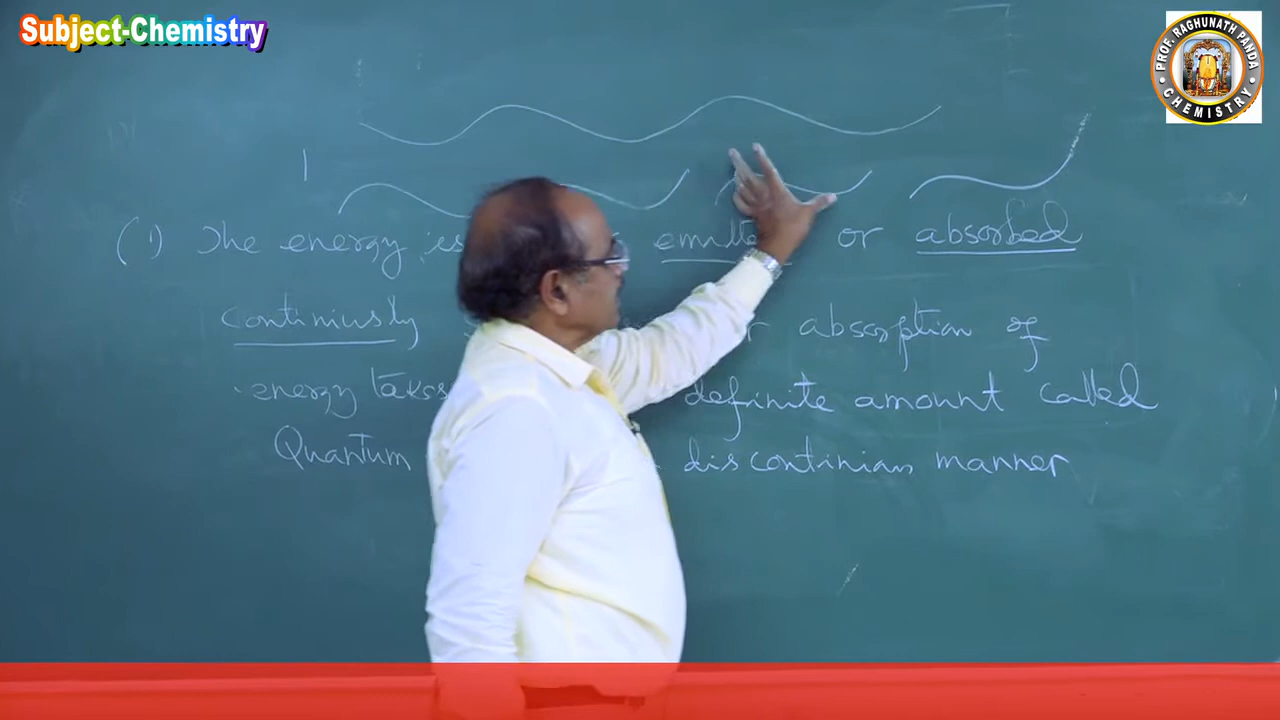 Subject-Chemistry
PROF. RAGHUNATH PANDA
CHEMISTRY
(1) The energy is emitte or absorbed
Continiusly r absorption of
energy takes definite amount called
Quantum discontinian manner